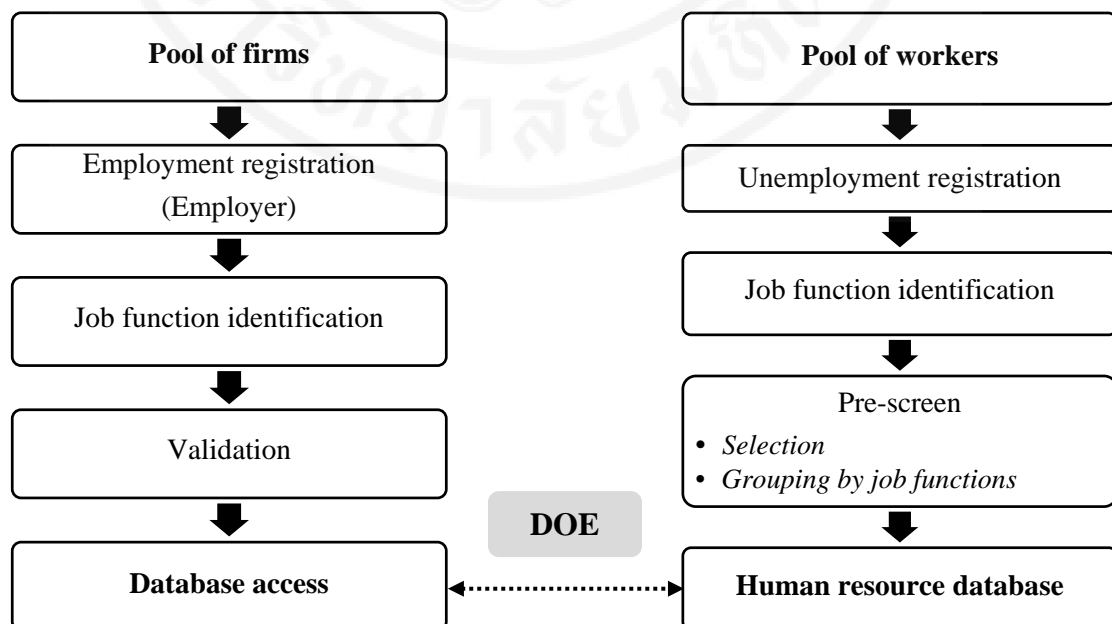 Pool of firms
Employment registration
(Employer)
Job function identification
Validation
Database access
DOE
Pool of workers
Unemployment registration
Job function identification
Pre-screen
• Selection
• Grouping by job functions
Human resource database